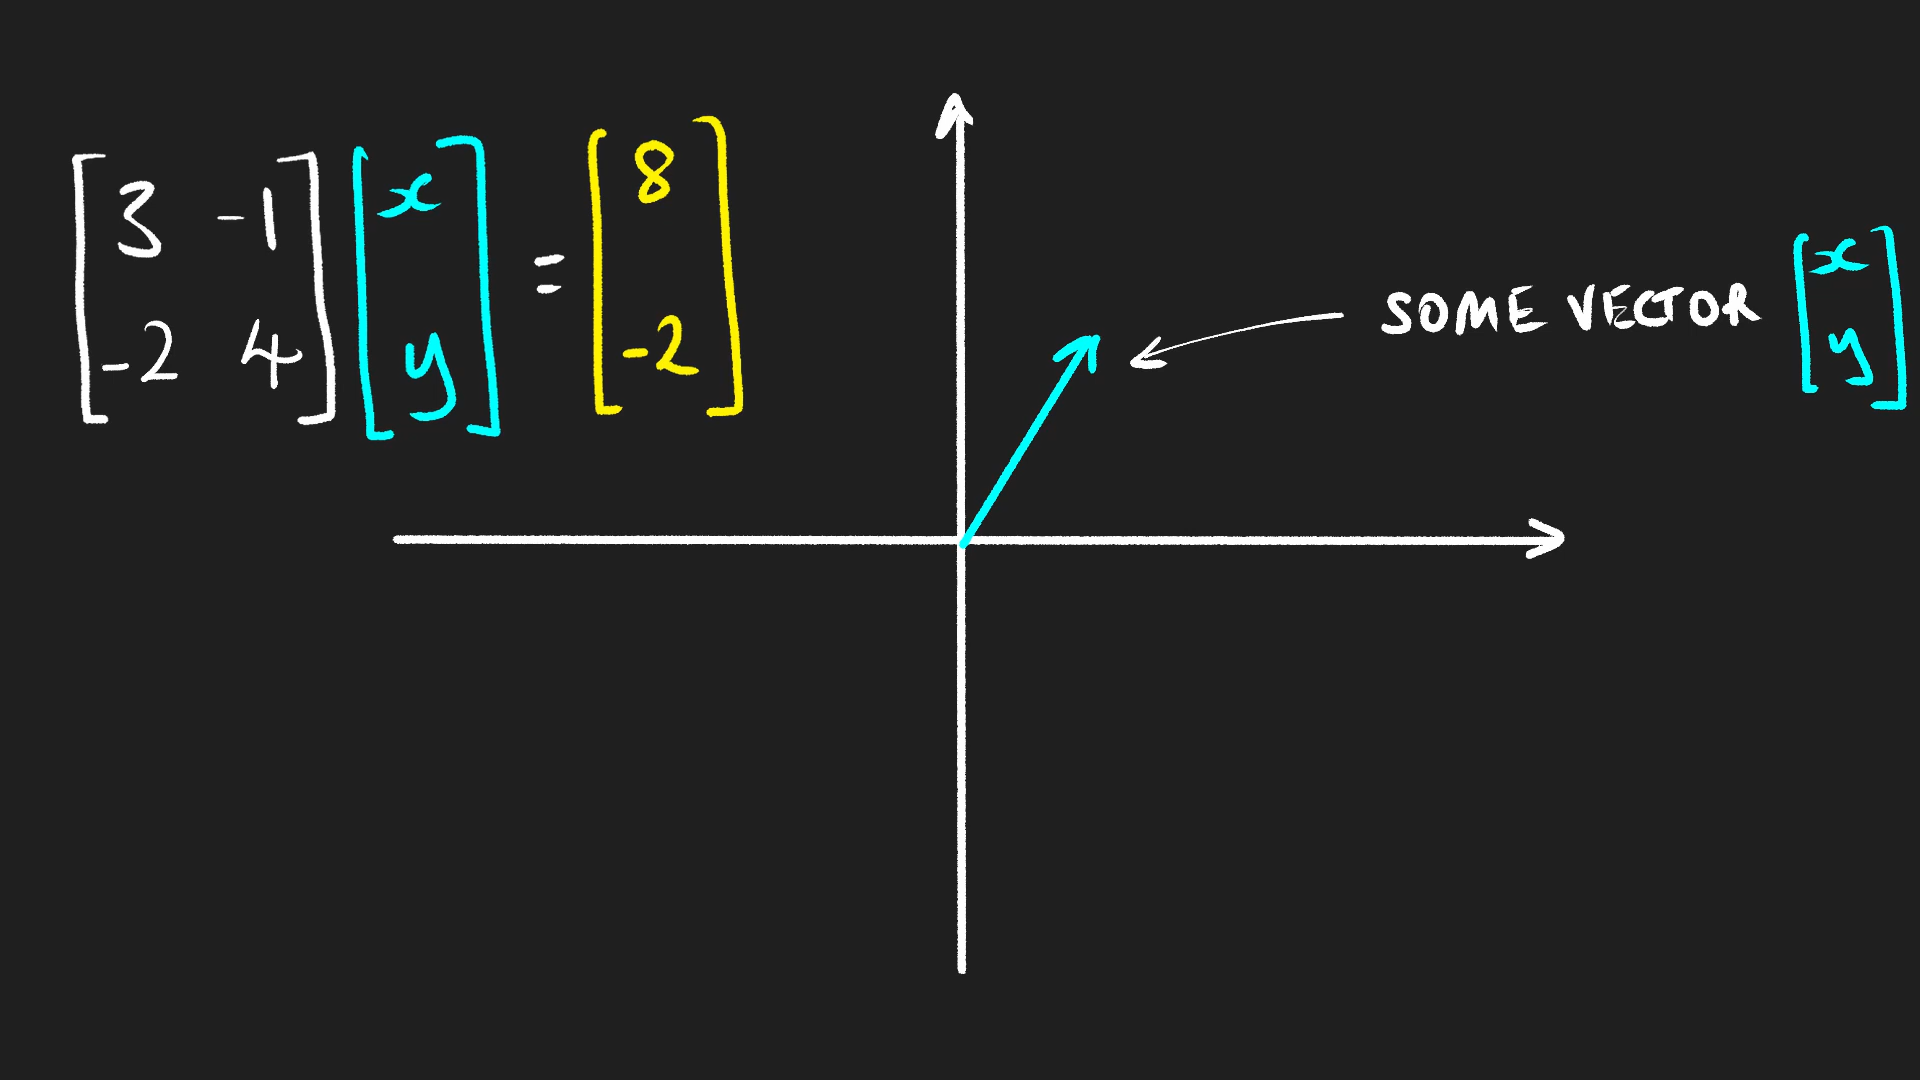 [3 -1
-2 4] [x
y] = [8
-2]
SOME VECTOR [x
y]